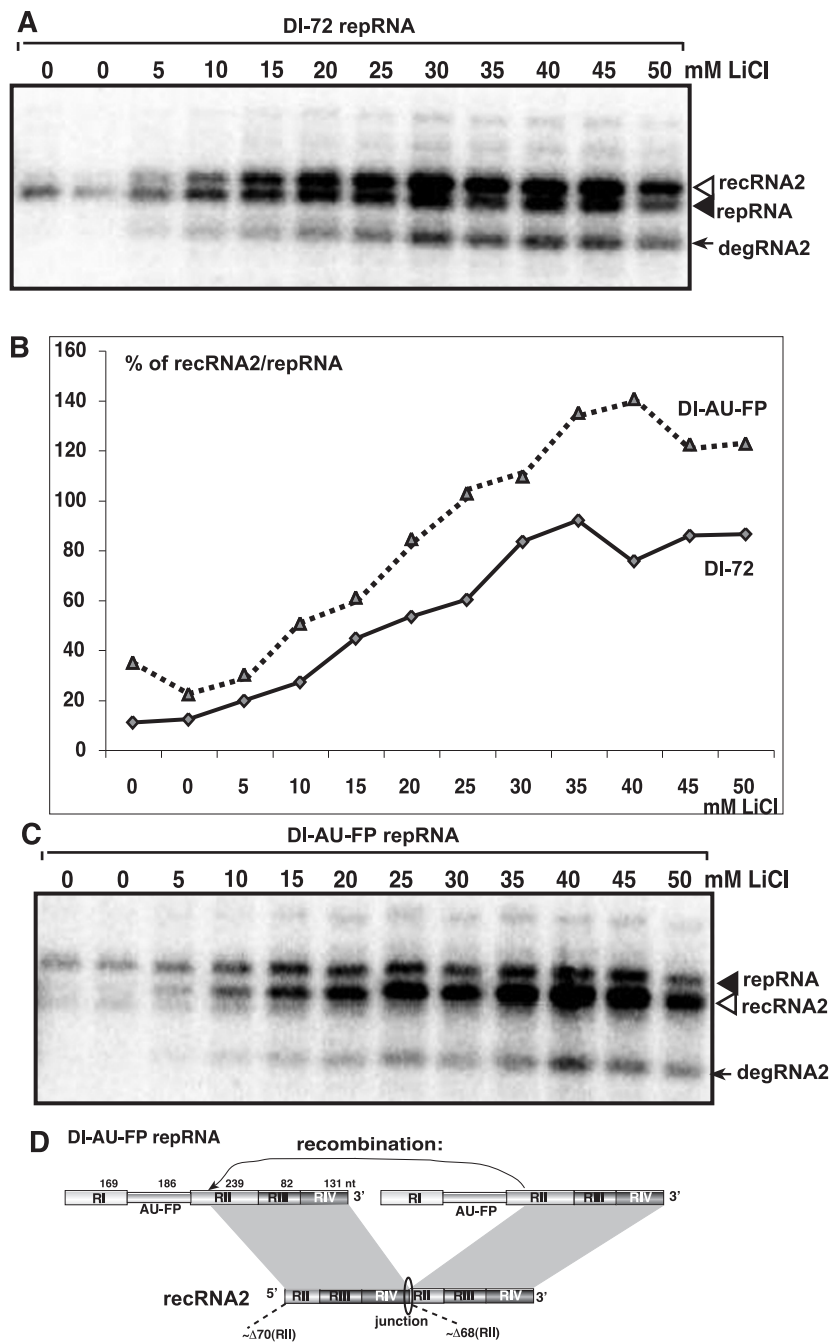 A
DI-72 repRNA
0 0 5 10 15 20 25 30 35 40 45 50 mM LiCl
recRNA2
repRNA
degRNA2
B
% of recRNA2/repRNA
160
140
120
100
80
60
40
20
0
DI-AU-FP
DI-72
0 0 5 10 15 20 25 30 35 40 45 50
mM LiCl
C
DI-AU-FP repRNA
0 0 5 10 15 20 25 30 35 40 45 50 mM LiCl
repRNA
recRNA2
degRNA2
D DI-AU-FP repRNA
recombination:
169 186 239 82 131 nt
RI RII RIII RIV 3’ RI RII RIII RIV 3’
AU-FP AU-FP
recRNA2 5’ RII RIII RIV RII RIII RIV 3’
junction
~Δ70(RII) ~Δ68(RII)